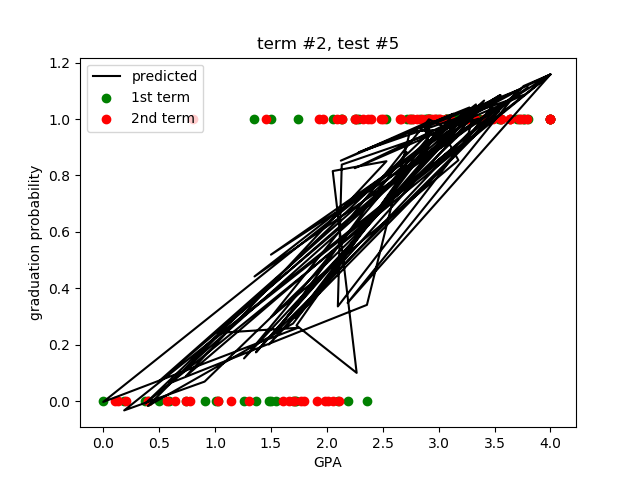 term #2, test #5
predicted
1st term
2nd term
graduation probability
1.2
1.0
0.8
0.6
0.4
0.2
0.0
0.0 0.5 1.0 1.5 2.0 2.5 3.0 3.5 4.0
GPA